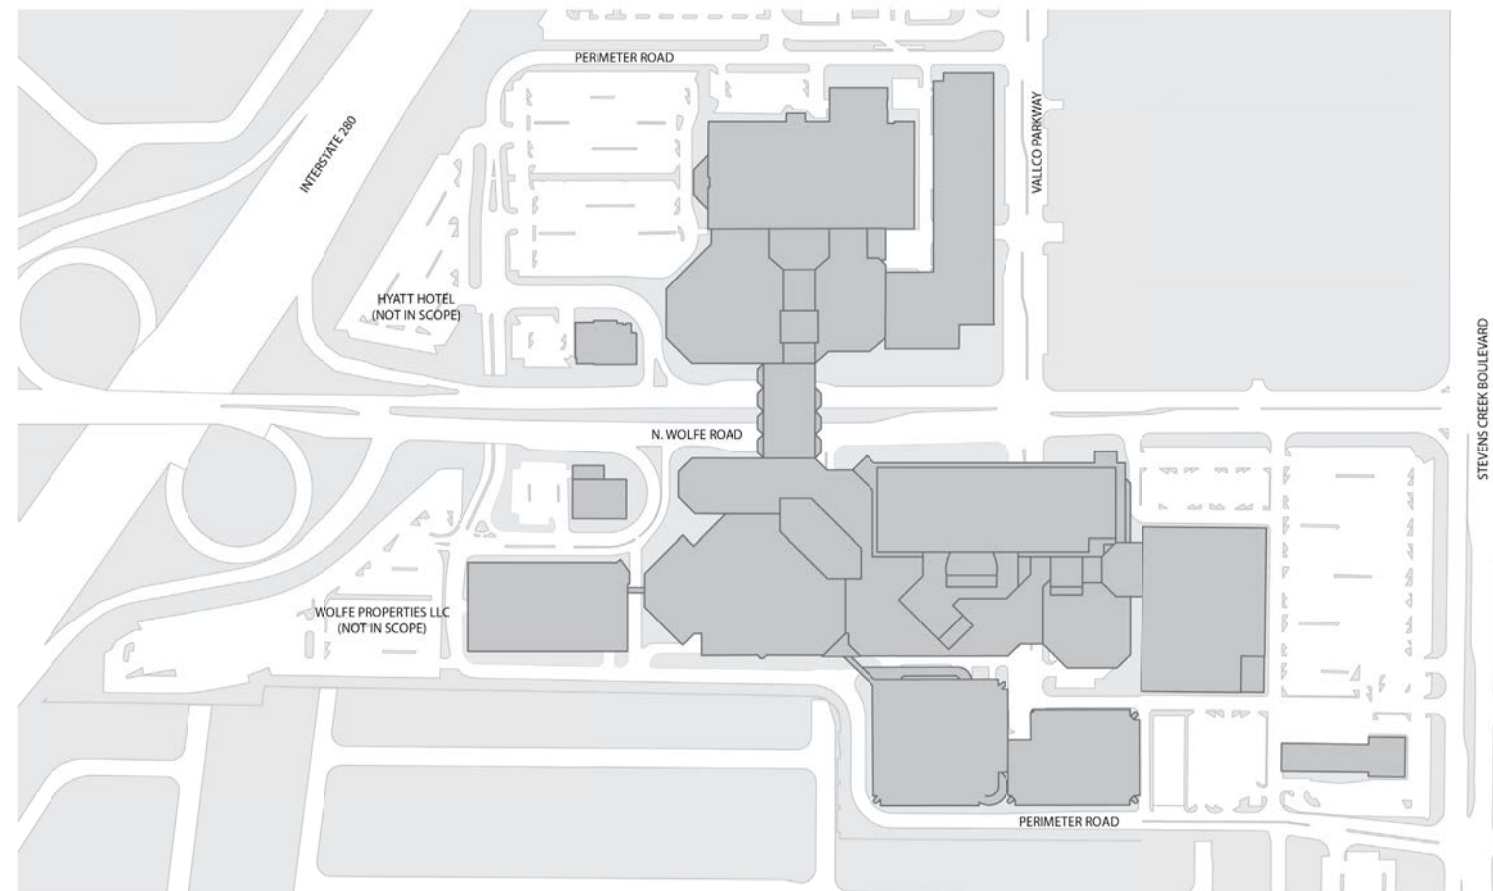 PERIMETER ROAD
INTERSTATE 280
VALLCO PARKWAY
HYATT HOTEL
(NOT IN SCOPE)
STEVENS CREEK BOULEVARD
N. WOLFE ROAD
WOLFE PROPERTIES LLC
(NOT IN SCOPE)
PERIMETER ROAD